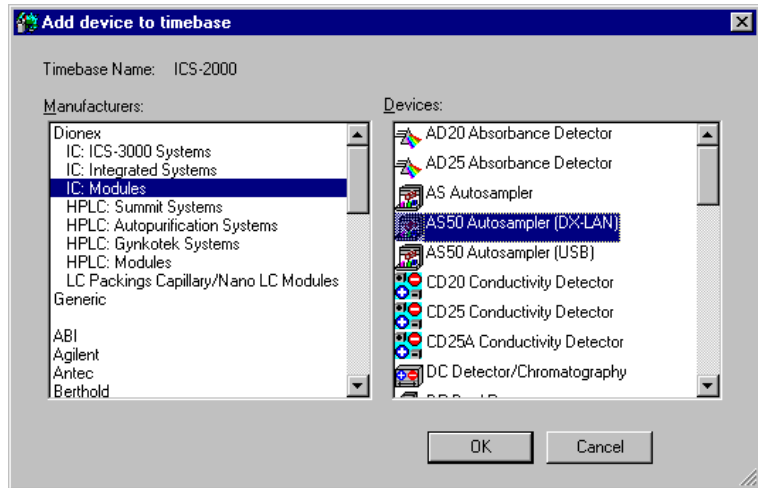 Add device to timebase
Timebase Name: ICS-2000
Manufacturers:
Dionex
IC: ICS-3000 Systems
IC: Integrated Systems
IC: Modules
HPLC: Summit Systems
HPLC: Autopurification Systems
HPLC: Gynkotek Systems
HPLC: Modules
LC Packings Capillary/Nano LC Modules
Generic
ABI
Agilent
Antec
Berthold
Devices:
AD20 Absorbance Detector
AD25 Absorbance Detector
AS Autosampler
AS50 Autosampler (DX-LAN)
AS50 Autosampler (USB)
CD20 Conductivity Detector
CD25 Conductivity Detector
CD25A Conductivity Detector
DC Detector/Chromatography
OK
Cancel